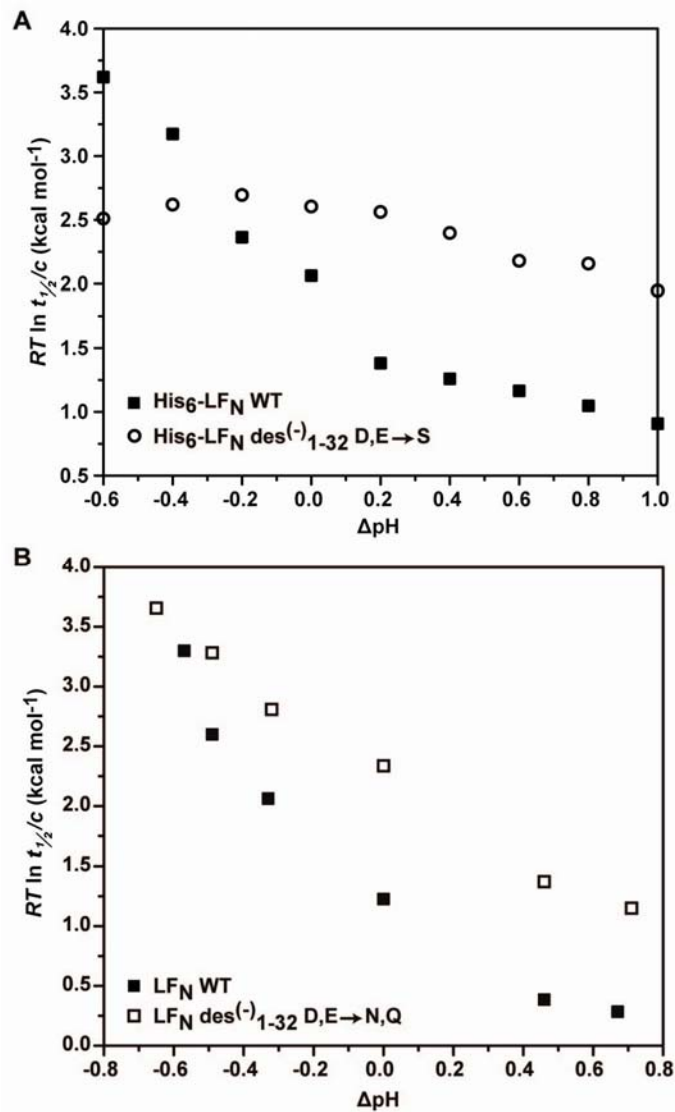 A
4.0
3.5
3.0
2.5
2.0
1.5
1.0
0.5
RT ln t1/2/c (kcal mol-1)
His6-LFN WT
His6-LFN des(-)1-32 D,E→S
-0.6 -0.4 -0.2 0.0 0.2 0.4 0.6 0.8 1.0
ΔpH
B
4.0
3.5
3.0
2.5
2.0
1.5
1.0
0.5
0.0
RT ln t1/2/c (kcal mol-1)
LFN WT
LFN des(-)1-32 D,E→N,Q
-0.8 -0.6 -0.4 -0.2 0.0 0.2 0.4 0.6 0.8
ΔpH